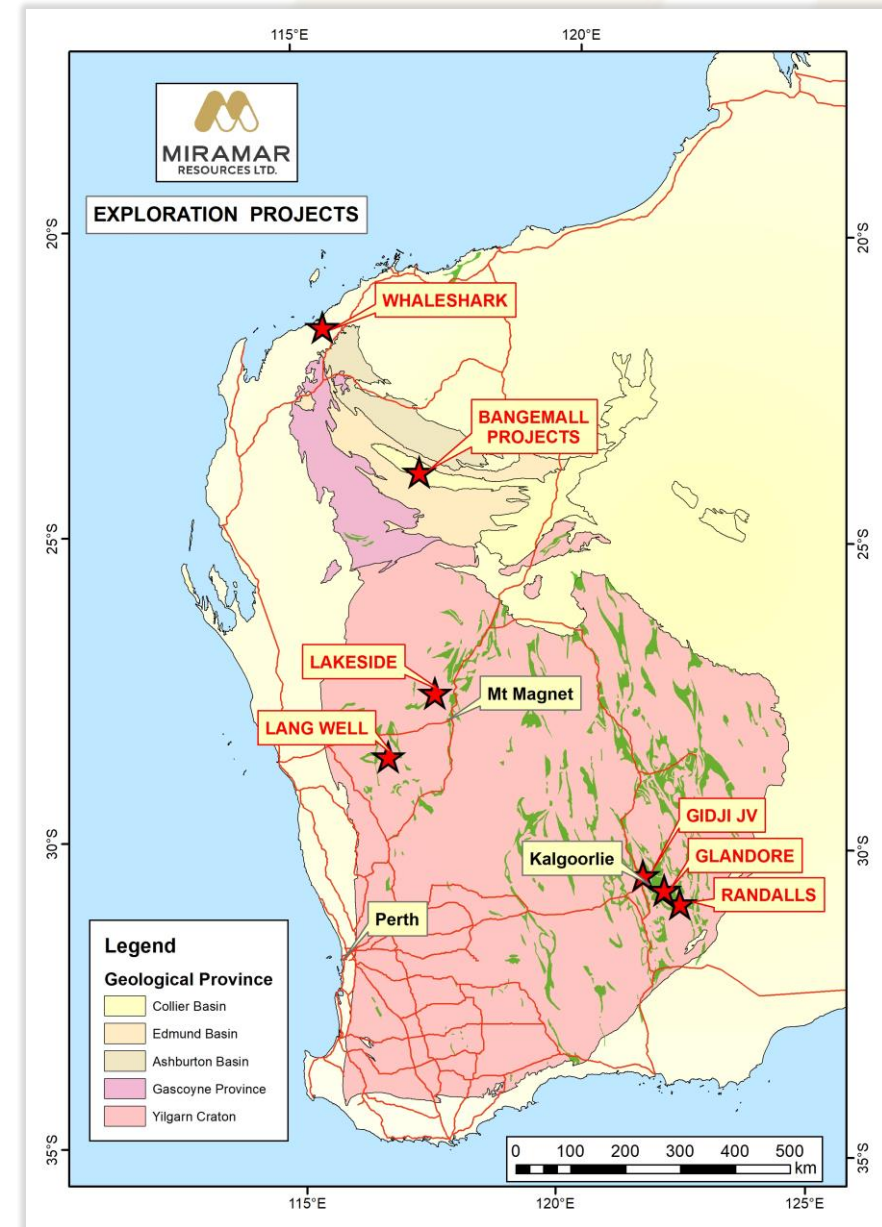 115°E
120°E
MIRAMAR
RESOURCES LTD.
EXPLORATION PROJECTS
20°S
20°S
WHALESHARK
BANGEMALL
PROJECTS
25°S
25°S
LAKESIDE
Mt Magnet
LANG WELL
GIDJI JV
30°S
30°S
Kalgoorlie
GLANDORE
RANDALLS
Perth
Legend
Geological Province
Collier Basin
Edmund Basin
Ashburton Basin
Gascoyne Province
Yilgarn Craton
35°S
35°S
0 100 200 300 400 500
km
115°E
120°E
125°E